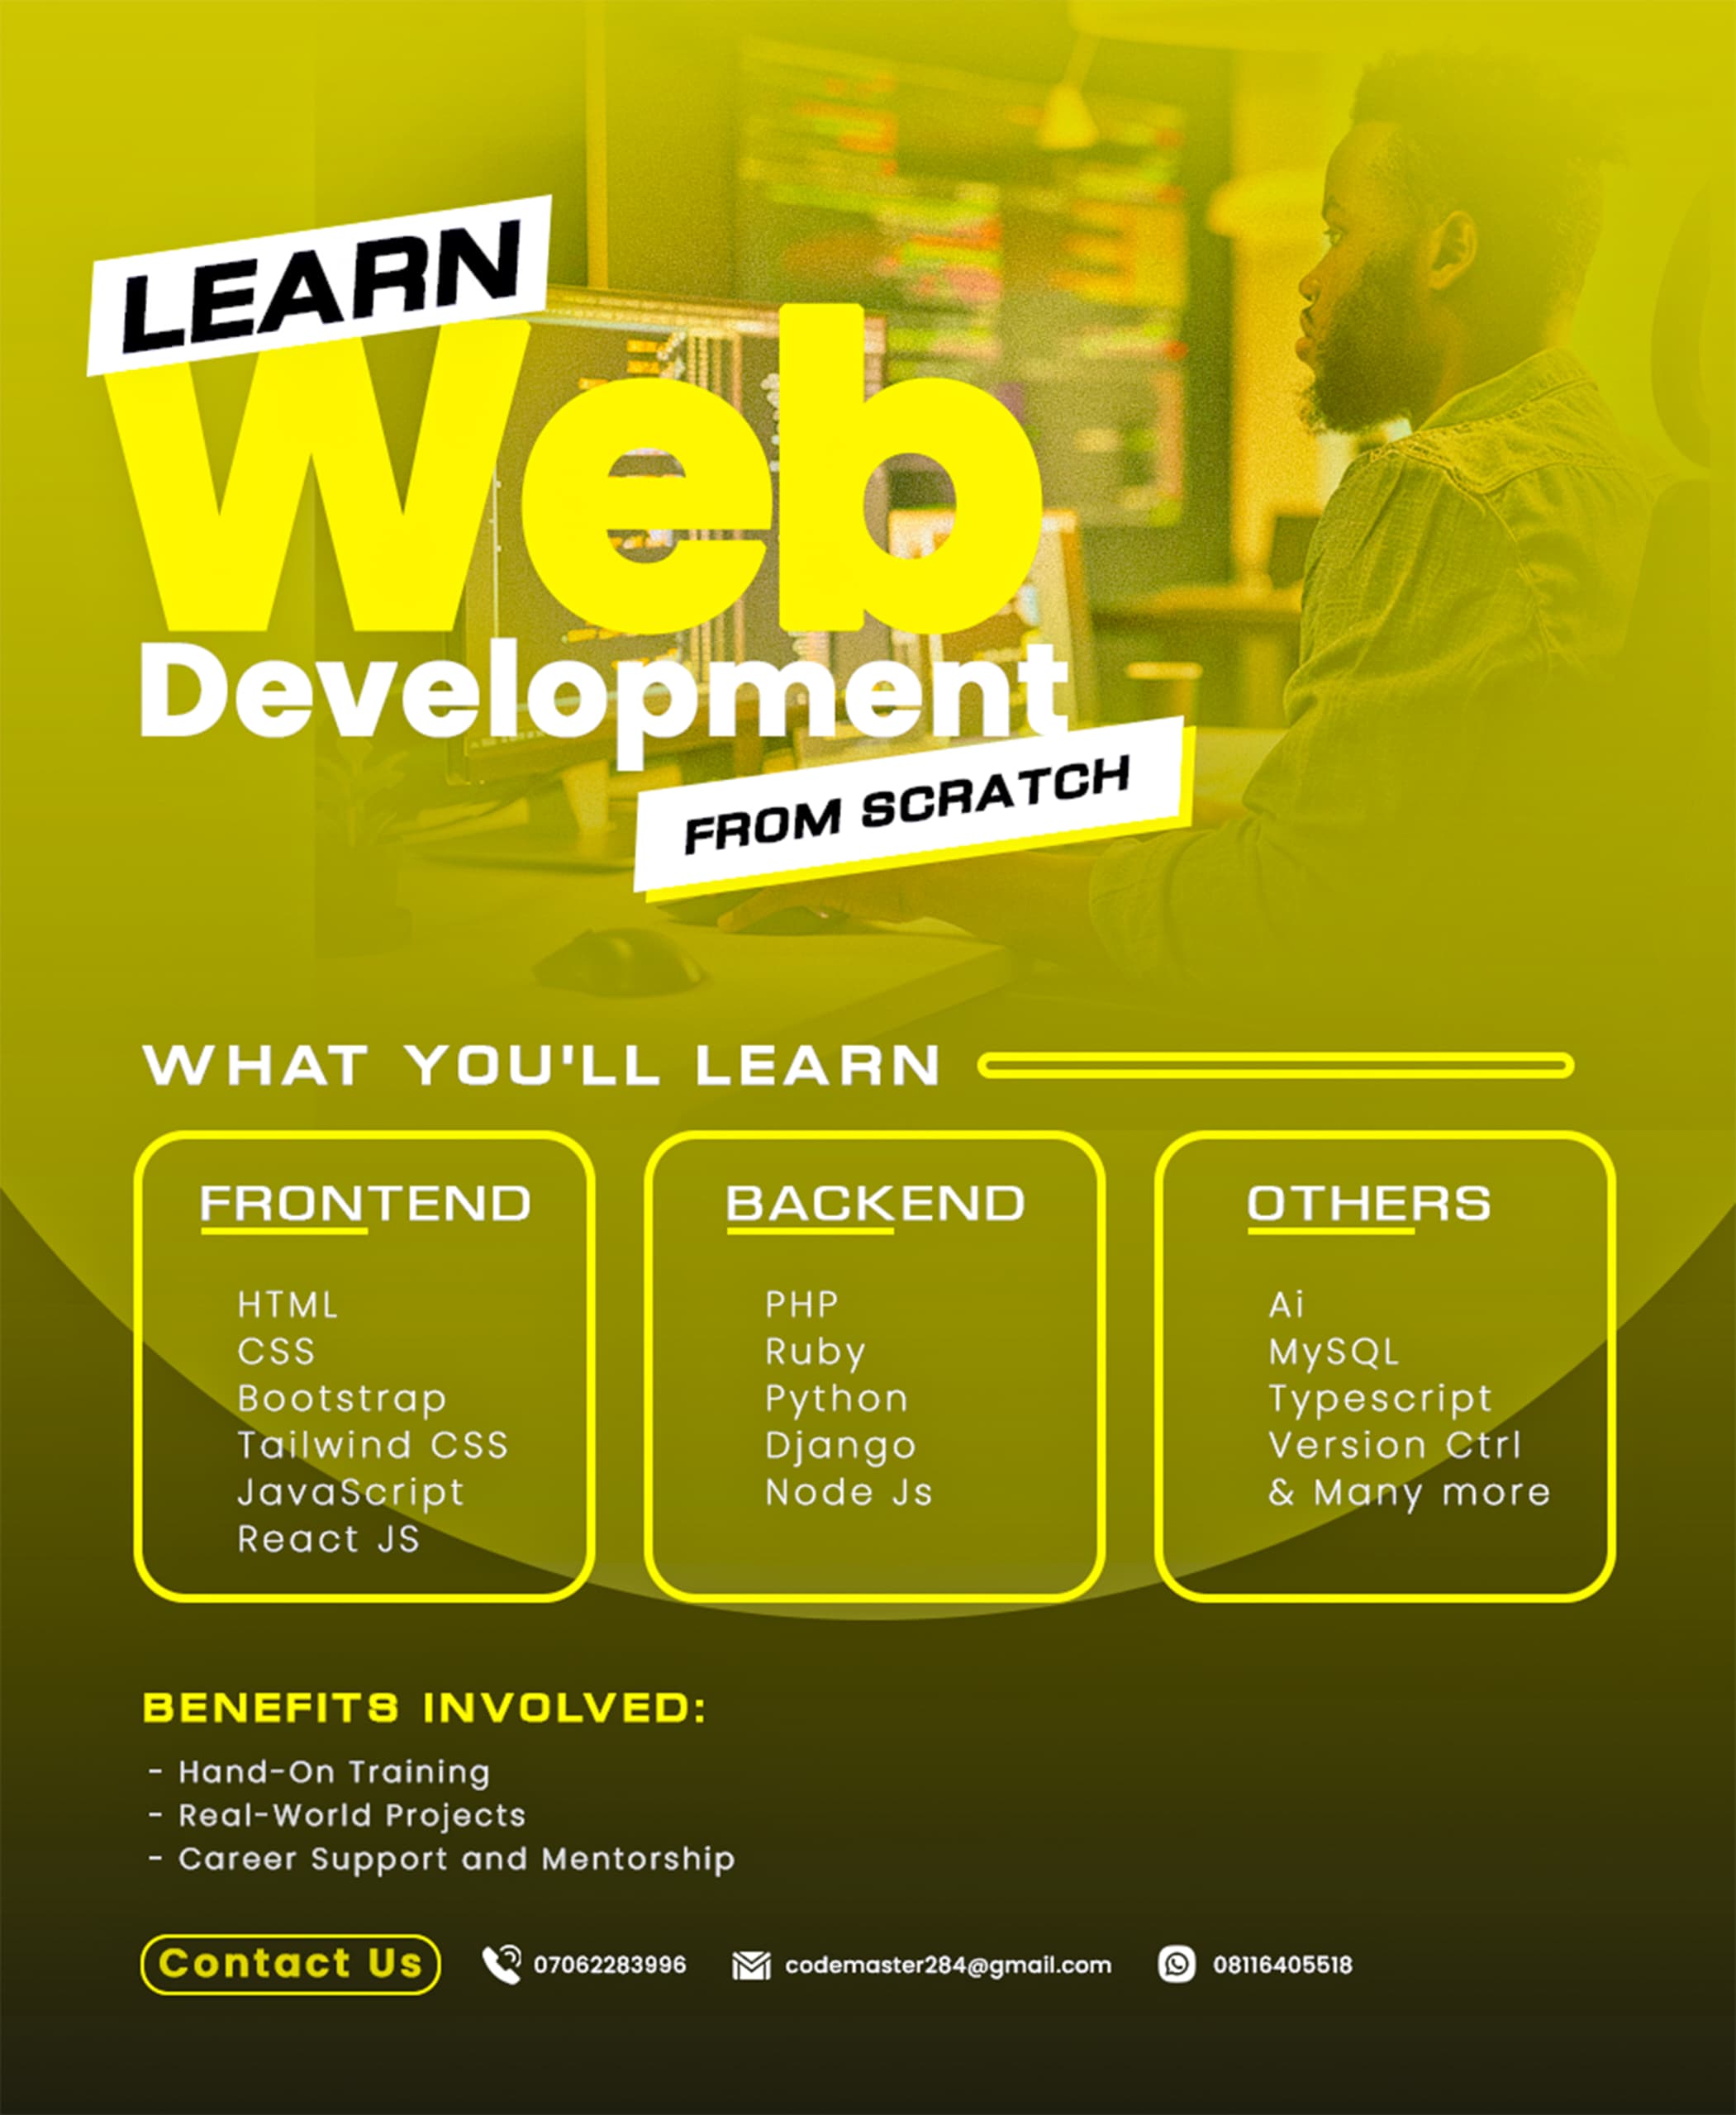 LEARN
Web
Development
FROM SCRATCH
WHAT YOU'LL LEARN
FRONTEND
HTML
CSS
Bootstrap
Tailwind CSS
JavaScript
React JS
BACKEND
PHP
Ruby
Python
Django
Node Js
OTHERS
Ai
MySQL
Typescript
Version Ctrl
& Many more
BENEFITS INVOLVED:
- Hand-On Training
- Real-World Projects
- Career Support and Mentorship
Contact Us 07062283996 codemaster284@gmail.com 08116405518